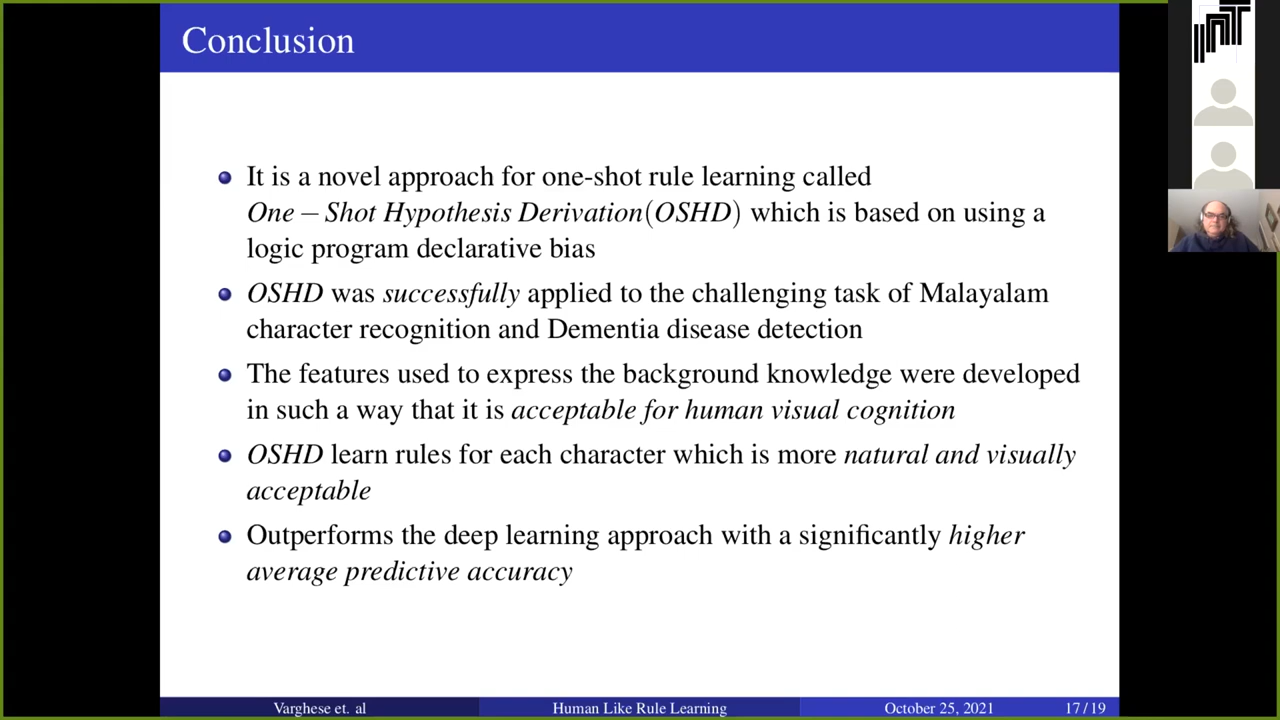 Conclusion
It is a novel approach for one-shot rule learning called
One – Shot Hypothesis Derivation(OSHD) which is based on using a
logic program declarative bias
OSHD was successfully applied to the challenging task of Malayalam
character recognition and Dementia disease detection
The features used to express the background knowledge were developed
in such a way that it is acceptable for human visual cognition
OSHD learn rules for each character which is more natural and visually
acceptable
Outperforms the deep learning approach with a significantly higher
average predictive accuracy
Varghese et. al
Human Like Rule Learning
October 25, 2021
17 / 19